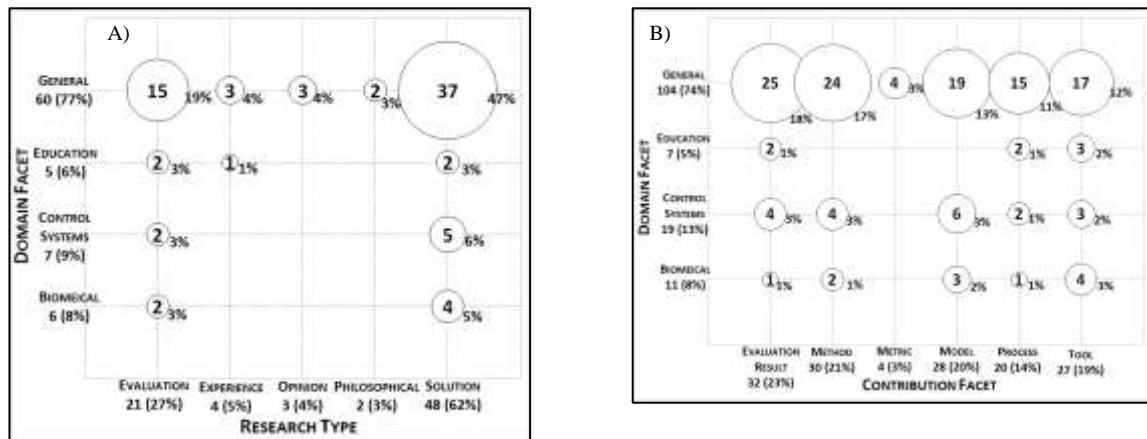 A)
GENERAL
60 (77%)
15 19% 3 4% 3 4% 2 3% 37 47%
EDUCATION
5 (6%)
2 3% 1 1% 2 3%
CONTROL
SYSTEMS
7 (9%)
2 3% 5 6%
BIOMEICAL
6 (8%)
2 3% 4 5%
DOMAIN FACET
EVALUATION EXPERIENCE OPINION PHILOSOPHICAL SOLUTION
21 (27%) 4 (5%) 3 (4%) 2 (3%) 48 (62%)
RESEARCH TYPE
B)
GENERAL
104 (74%)
25 18% 24 17% 4 3% 19 13% 15 11% 17 12%
EDUCATION
7 (5%)
2 1% 2 1% 3 2%
CONTROL
SYSTEMS
19 (13%)
4 3% 4 3% 6 3% 2 1% 3 2%
BIOMEICAL
11 (8%)
1 1% 2 1% 3 2% 1 1% 4 3%
DOMAIN FACET
EVALUATION METHOD METRIC MODEL PROCESS TOOL
RESULT 30 (21%) 4 (3%) 28 (20%) 20 (14%) 27 (19%)
32 (23%)
CONTRIBUTION FACET